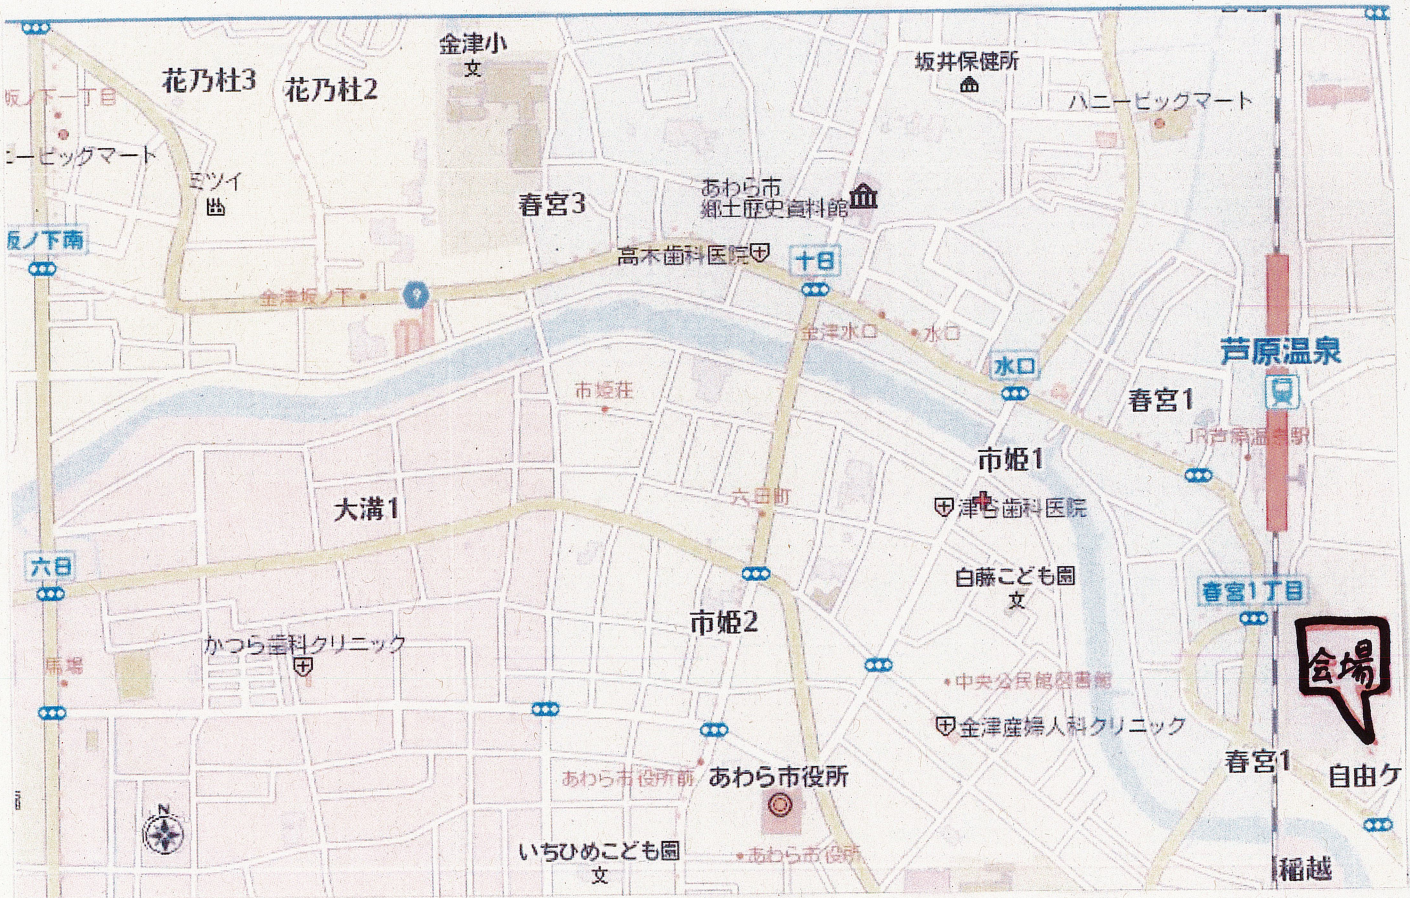 金津小
文
花乃杜3
花乃杜2
坂井保健所
坂ノ下一丁目
ハニービッグマート
ニービッグマート
ミツイ
春宮3
あわら市
郷土歴史資料館
坂ノ下南
高木歯科医院
十日
金津坂ノ下
9
金津水口
水口
水口
芦原温泉
市姫荘
春宮1
JR芦原温泉駅
市姫1
六日町
津谷歯科医院
大溝1
六日
白藤こども園
文
春宮1丁目
市姫2
かつら歯科クリニック
会場
馬場
中央公民館図書館
金津産婦人科クリニック
春宮1
あわら市役所前
あわら市役所
自由ケ
N
いちひめこども園
文
あわら市役所
稲越